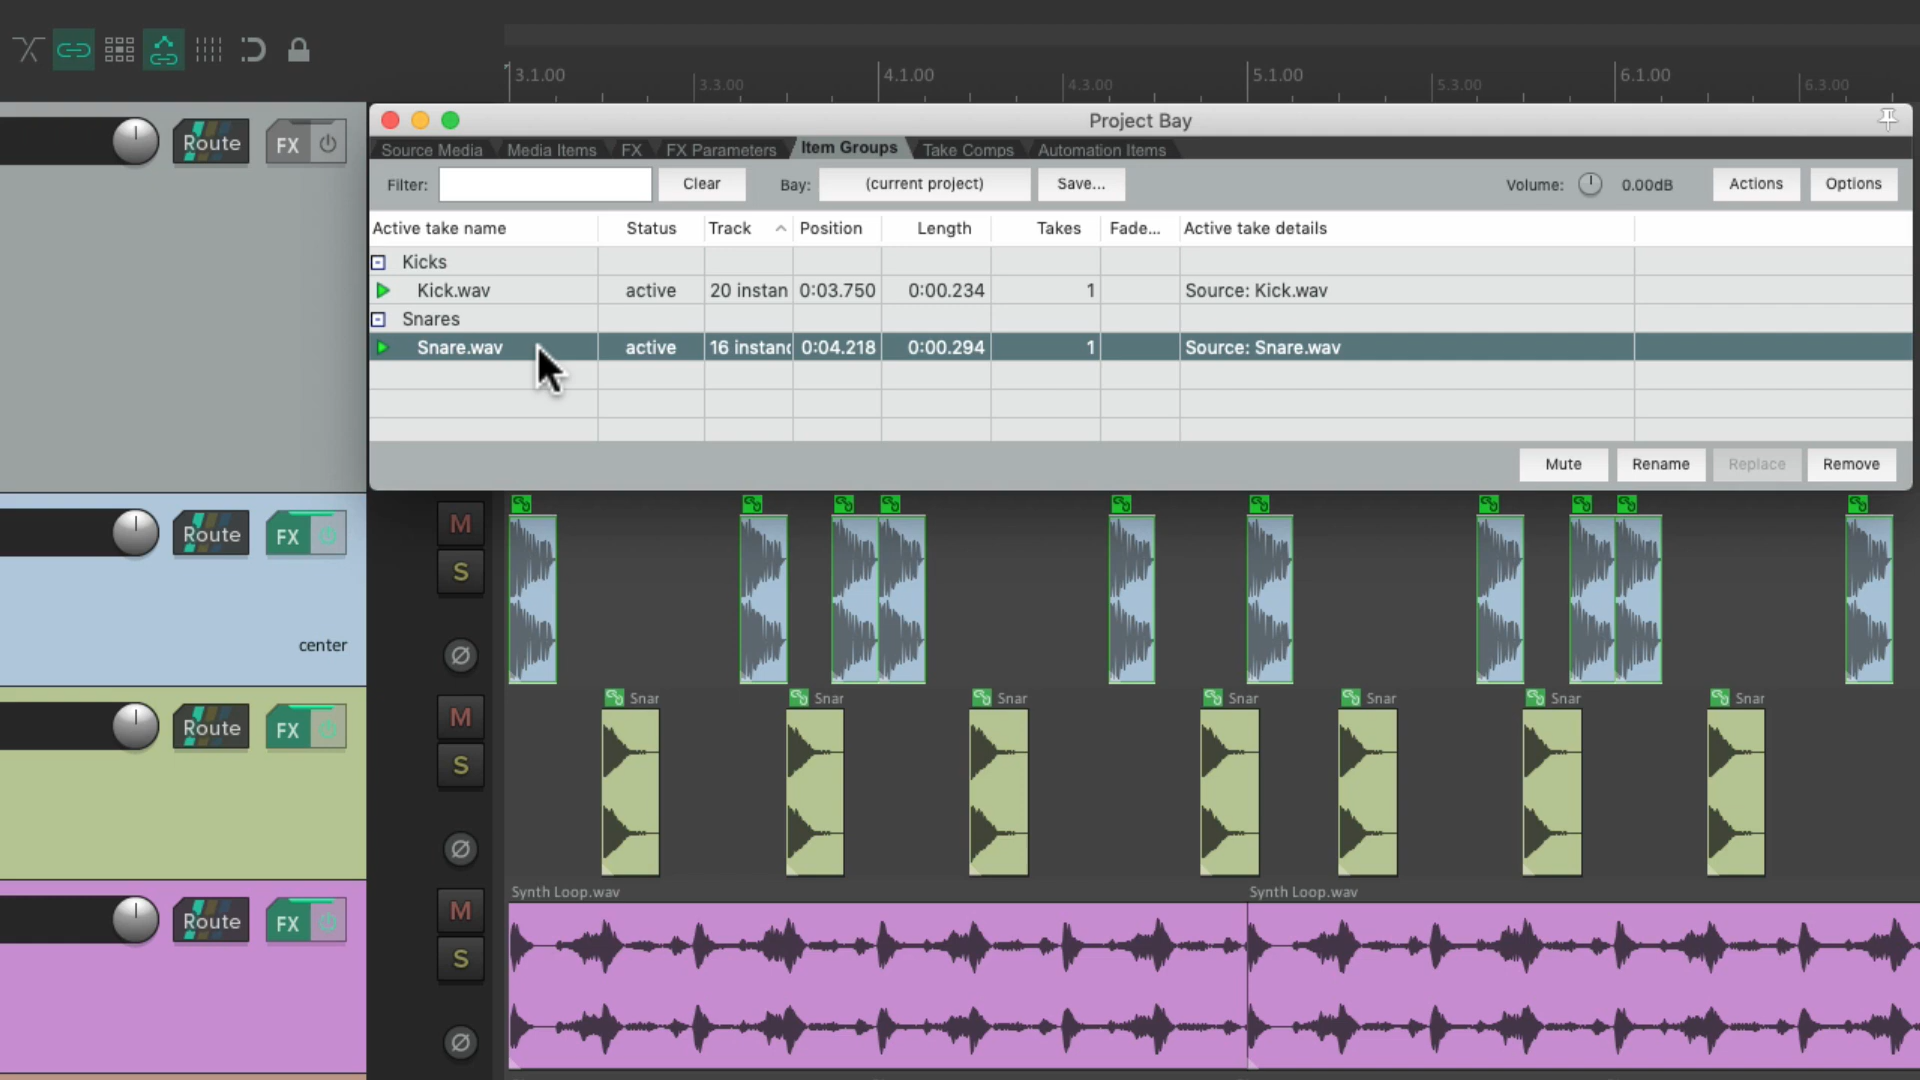 3.1.00 4.1.00 5.1.00 6.1.00
3.3.00 4.3.00 5.3.00 6.3.00
Route FX
Project Bay
Source Media Media Items FX FX Parameters Item Groups Take Comps Automation Items
Filter: Clear Bay: (current project) Save... Volume: 0.00dB Actions Options
Active take name Status Track Position Length Takes Fade... Active take details
Kicks
Kick.wav active 20 instan 0:03.750 0:00.234 1 Source: Kick.wav
Snares
Snare.wav active 16 instanc 0:04.218 0:00.294 1 Source: Snare.wav
Mute Rename Replace Remove
Route FX M
S
center
Snar Snar Snar Snar Snar Snar Snar
Route FX M
S
Synth Loop.wav Synth Loop.wav
Route FX M
S